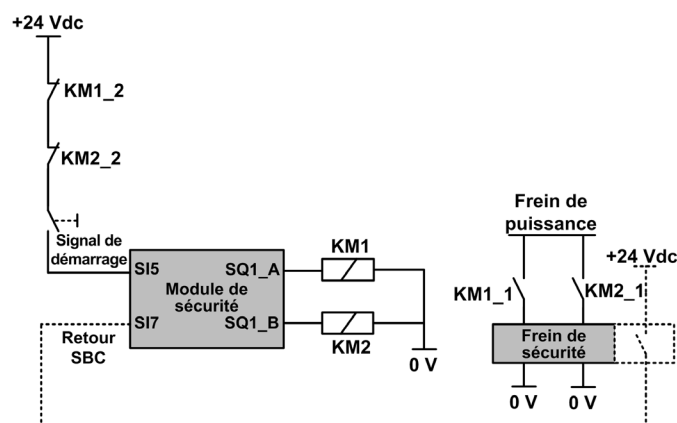 +24 Vdc
KM1_2
KM2_2
Signal de
démarrage
SI5
SQ1_A
Module de
sécurité
SI7
SQ1_B
Retour
SBC
KM1
KM2
0 V
Frein de
puissance
+24 Vdc
KM1_1
KM2_1
Frein de
sécurité
0 V
0 V